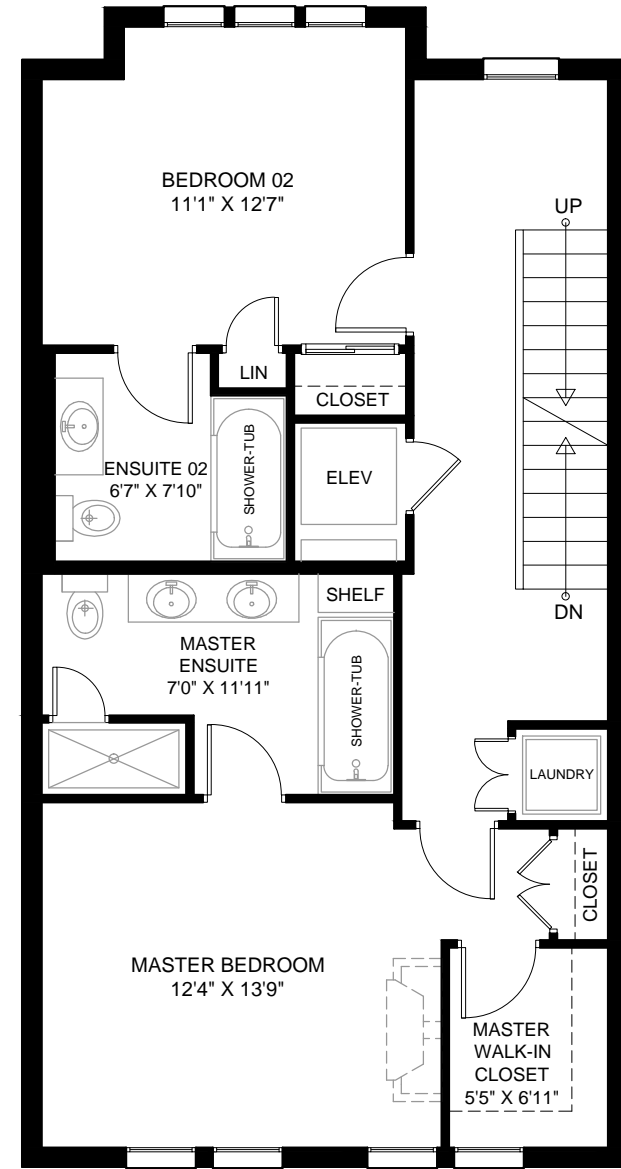 BEDROOM 02
11'1" X 12'7"
UP
LIN
CLOSET
ENSUITE 02
6'7" X 7'10"
SHOWER-TUB
ELEV
DN
SHELF
MASTER
ENSUITE
7'0" X 11'11"
SHOWER-TUB
LAUNDRY
CLOSET
MASTER BEDROOM
12'4" X 13'9"
MASTER
WALK-IN
CLOSET
5'5" X 6'11"